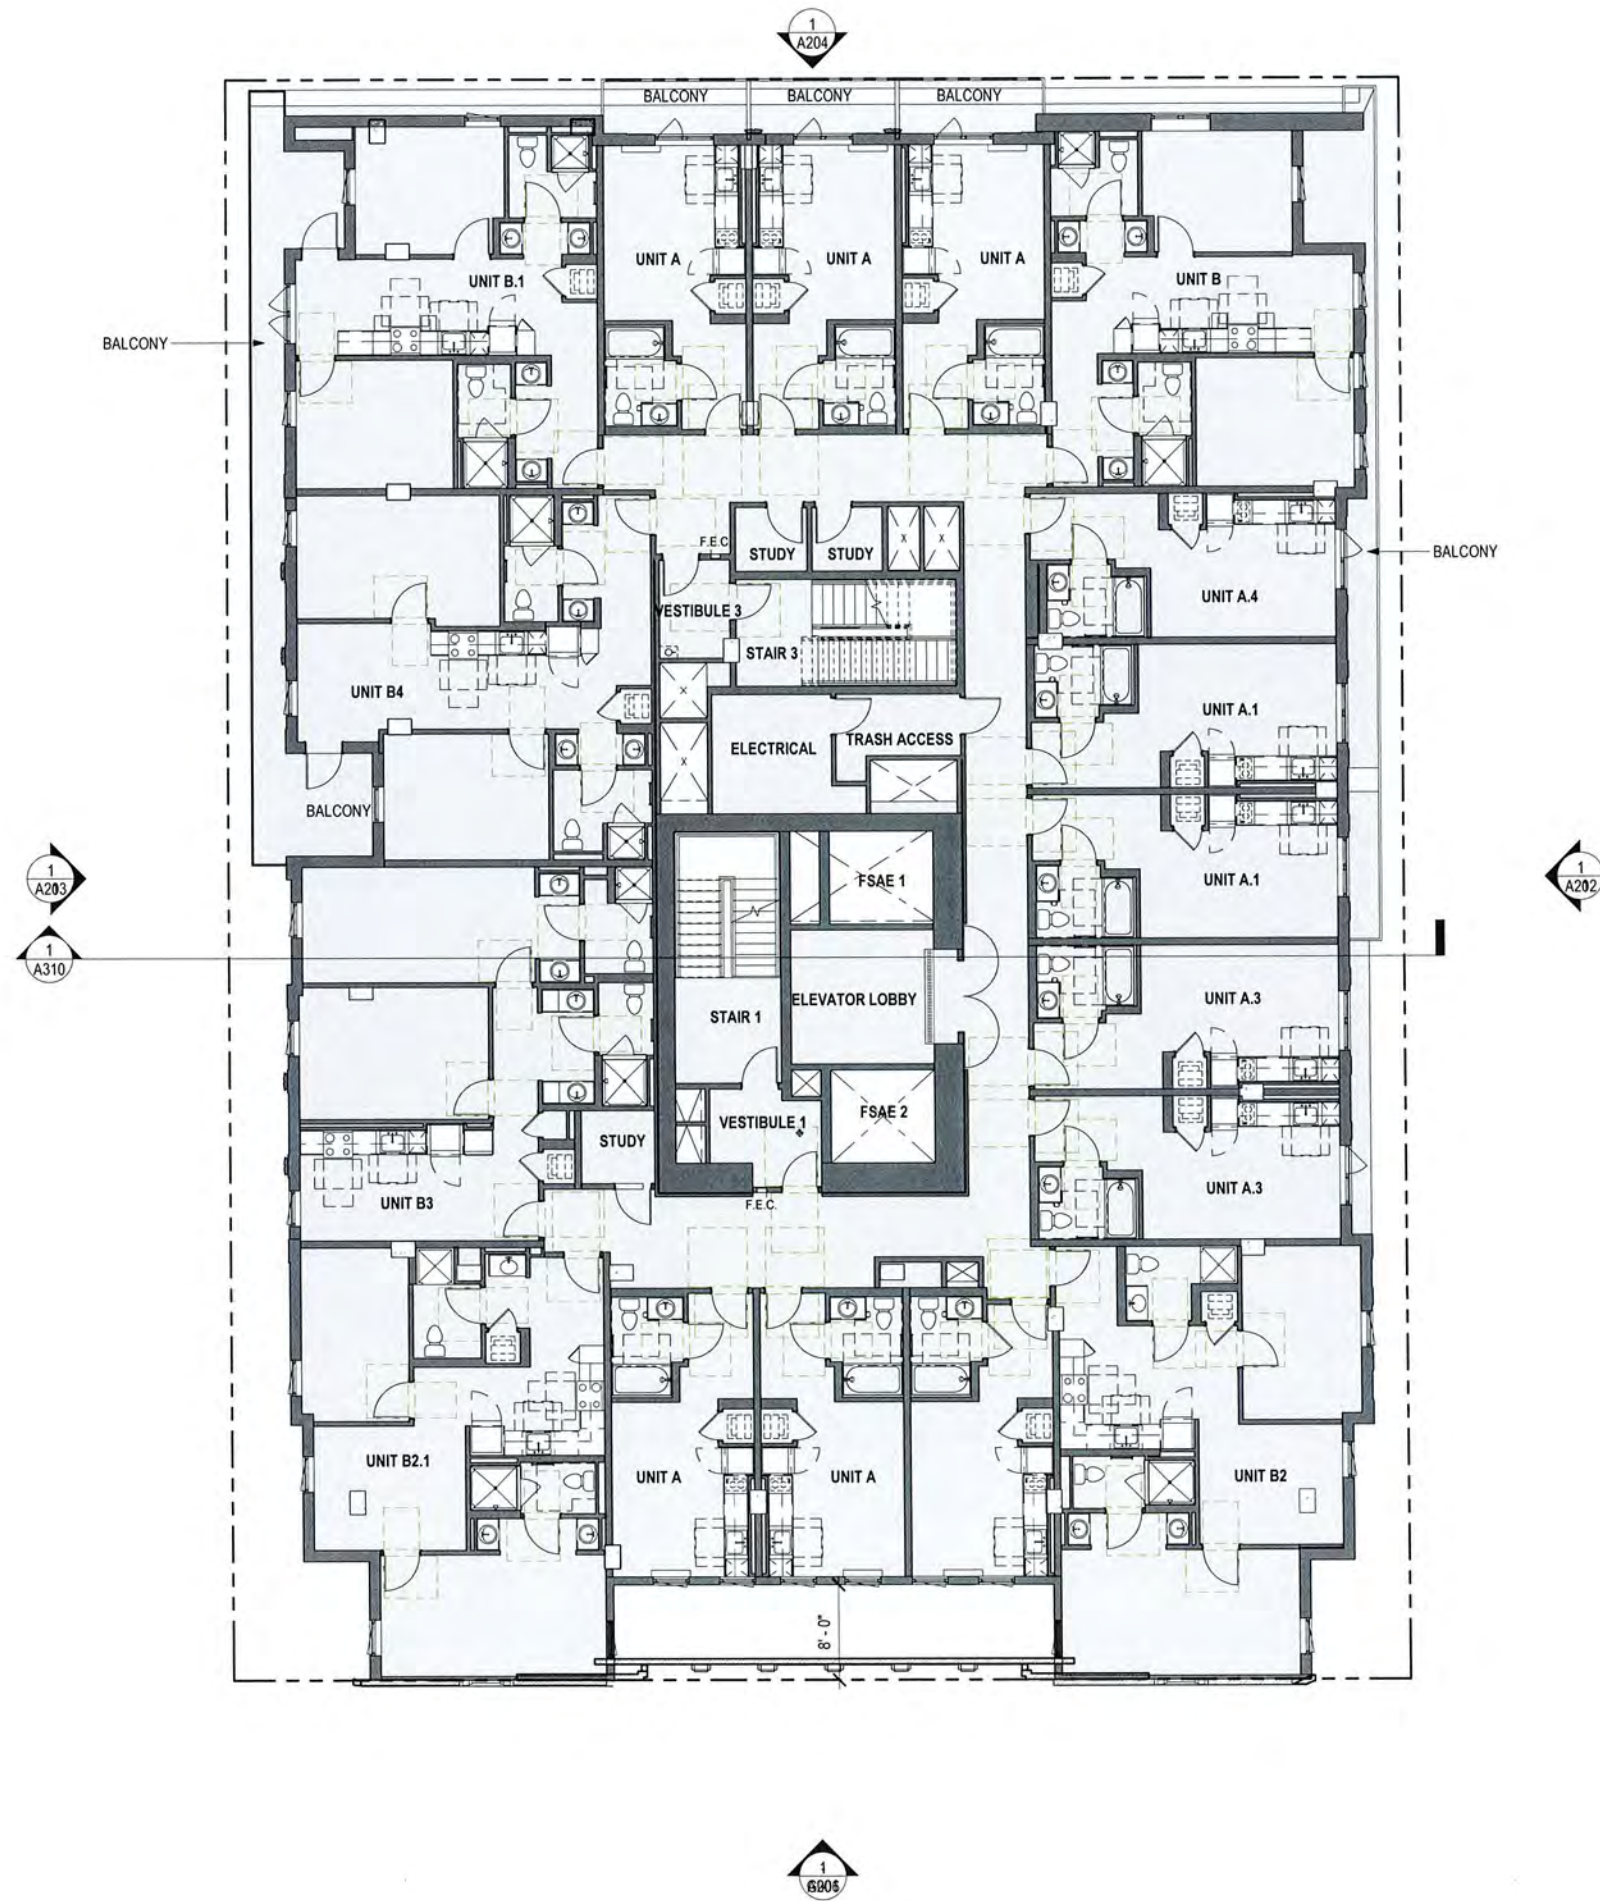 1
A204
BALCONY
BALCONY
BALCONY
UNIT A
UNIT A
UNIT A
UNIT B.1
UNIT B
BALCONY
F.E.C
STUDY
STUDY
BALCONY
VESTIBULE 3
UNIT A.4
STAIR 3
UNIT B4
UNIT A.1
ELECTRICAL
TRASH ACCESS
BALCONY
1
A203
FSAE 1
UNIT A.1
1
A202
1
A310
ELEVATOR LOBBY
UNIT A.3
STAIR 1
FSAE 2
VESTIBULE 1
STUDY
UNIT B3
UNIT A.3
F.E.C.
UNIT B2.1
UNIT A
UNIT A
UNIT B2
8' - 0"
1